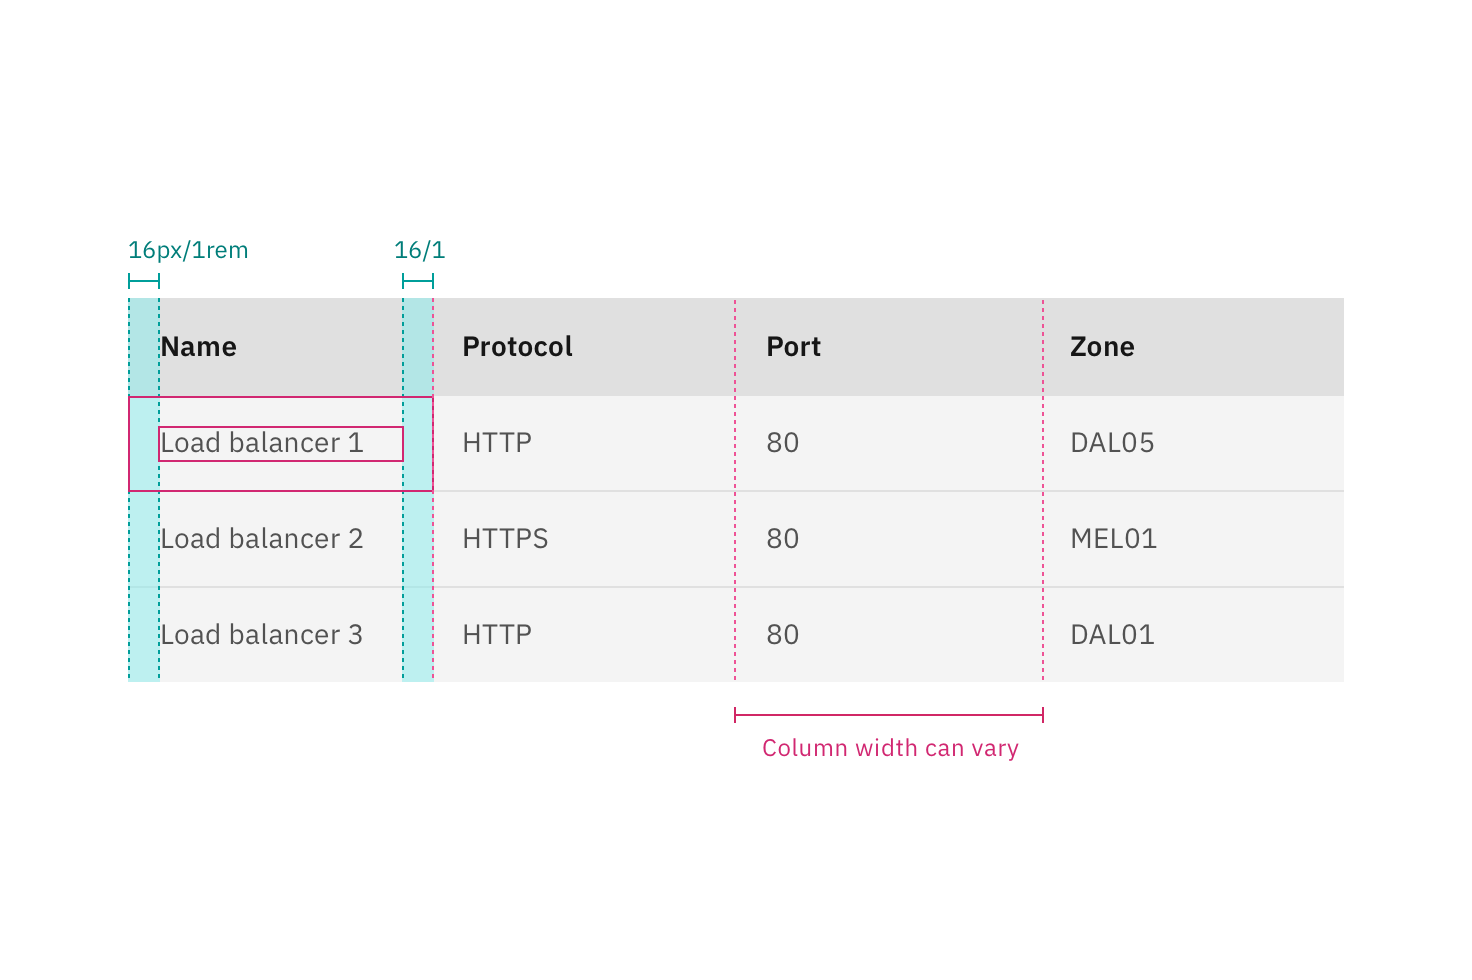 16px/1rem 16/1
Name Protocol Port Zone
Load balancer 1 HTTP 80 DAL05
Load balancer 2 HTTPS 80 MEL01
Load balancer 3 HTTP 80 DAL01
Column width can vary